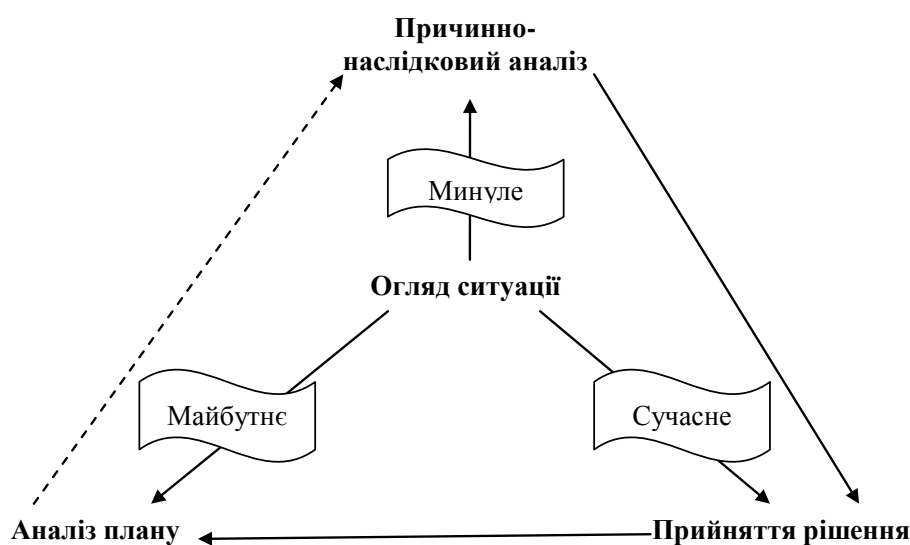 Причинно-
наслідковий аналіз
Минуле
Огляд ситуації
Майбутнє
Сучасне
Аналіз плану
Прийняття рішення